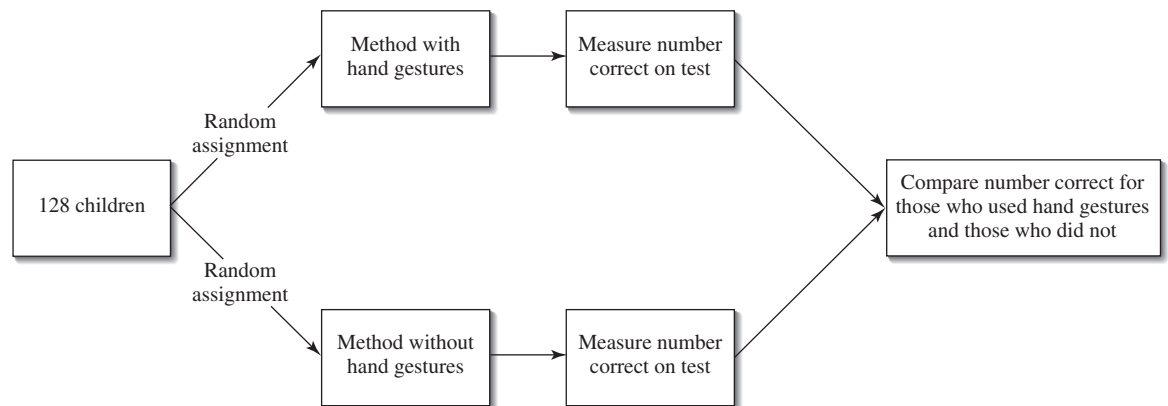 Method with
hand gestures
Measure number
correct on test
Random
assignment
128 children
Compare number correct for
those who used hand gestures
and those who did not
Random
assignment
Method without
hand gestures
Measure number
correct on test